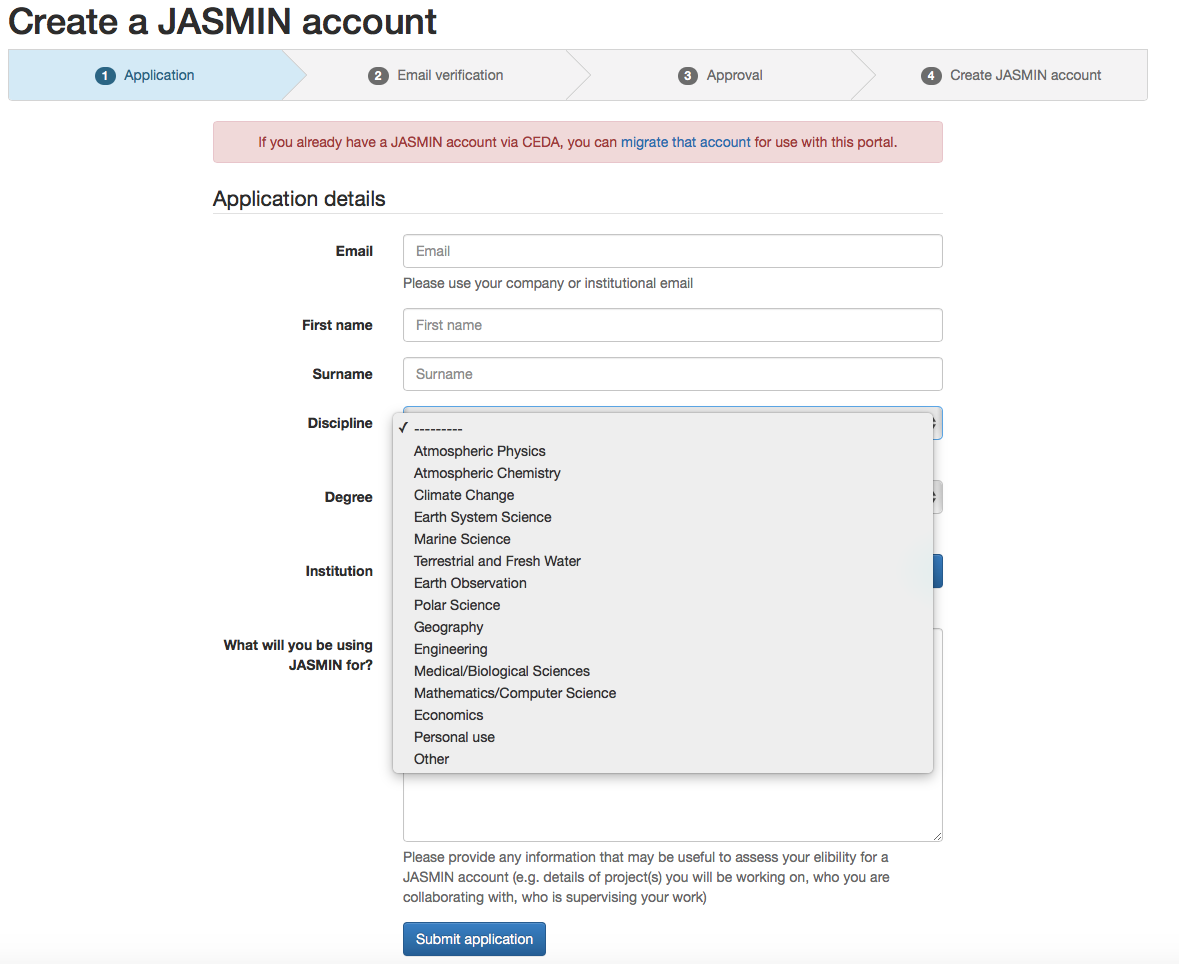 Create a JASMIN account
1 Application
2 Email verification
3 Approval
4 Create JASMIN account
If you already have a JASMIN account via CEDA, you can migrate that account for use with this portal.
Application details
Email
Email
Please use your company or institutional email
First name
First name
Surname
Surname
Discipline
✓ ---------
Atmospheric Physics
Atmospheric Chemistry
Climate Change
Earth System Science
Marine Science
Terrestrial and Fresh Water
Earth Observation
Polar Science
Geography
Engineering
Medical/Biological Sciences
Mathematics/Computer Science
Economics
Personal use
Other
Degree
Institution
What will you be using
JASMIN for?
Please provide any information that may be useful to assess your elibility for a
JASMIN account (e.g. details of project(s) you will be working on, who you are
collaborating with, who is supervising your work)
Submit application